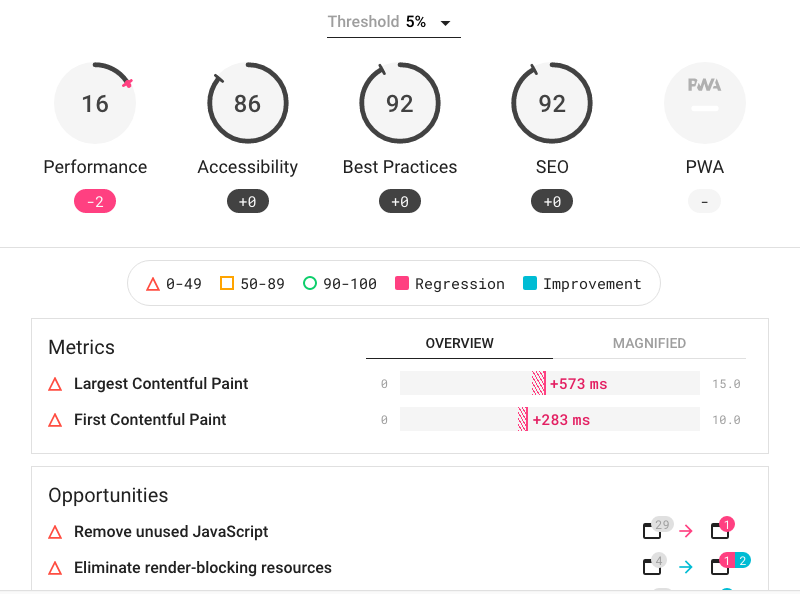 Threshold 5%
16 86 92 92 PWA
Performance Accessibility Best Practices SEO PWA
-2 +0 +0 +0 -
0-49 50-89 90-100 Regression Improvement
Metrics OVERVIEW MAGNIFIED
Largest Contentful Paint 0 +573 ms 15.0
First Contentful Paint 0 +283 ms 10.0
Opportunities
Remove unused JavaScript 29 1
Eliminate render-blocking resources 4 1 2